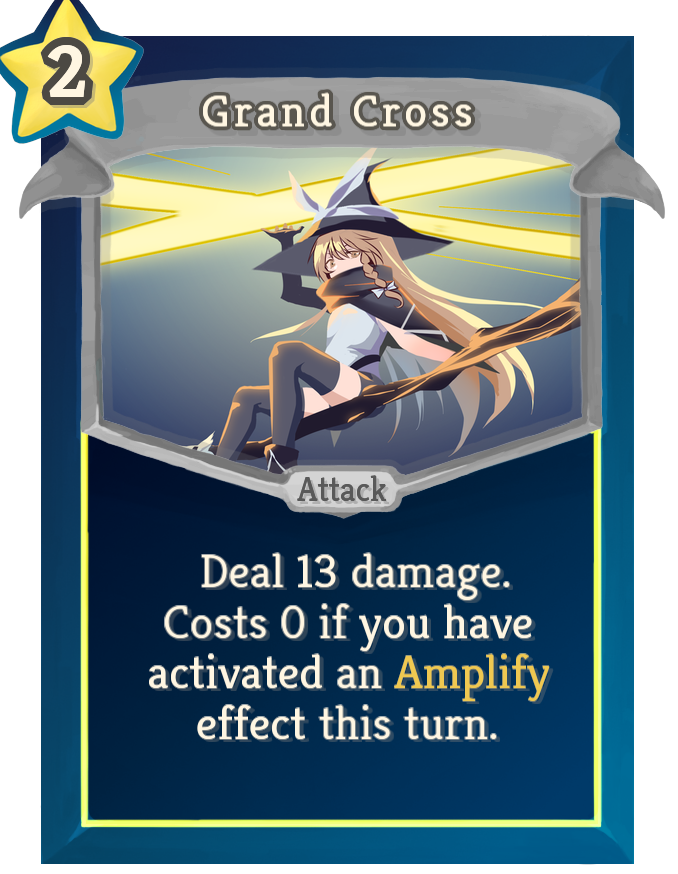 2
Grand Cross
Attack
Deal 13 damage.
Costs 0 if you have
activated an Amplify
effect this turn.